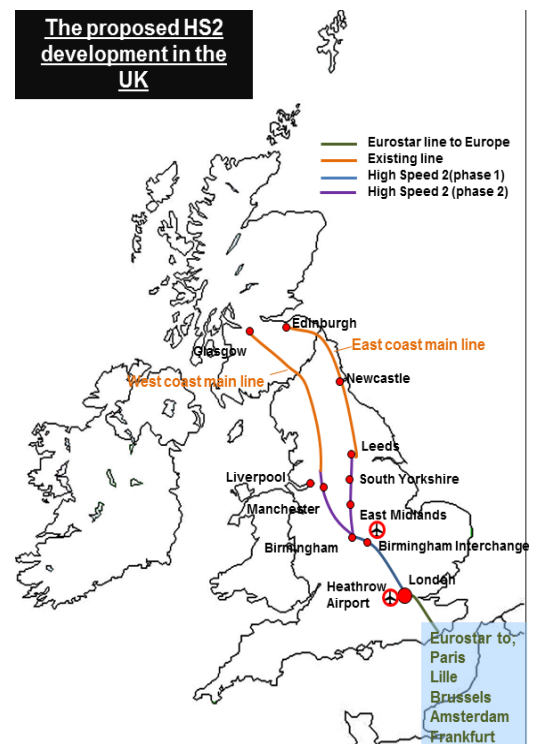 The proposed HS2
development in the
UK
Eurostar line to Europe
Existing line
High Speed 2(phase 1)
High Speed 2 (phase 2)
Edinburgh
Glasgow
East coast main line
West coast main line
Newcastle
Leeds
Liverpool
South Yorkshire
Manchester
East Midlands
Birmingham
Birmingham Interchange
London
Heathrow
Airport
Eurostar to;
Paris
Lille
Brussels
Amsterdam
Frankfurt